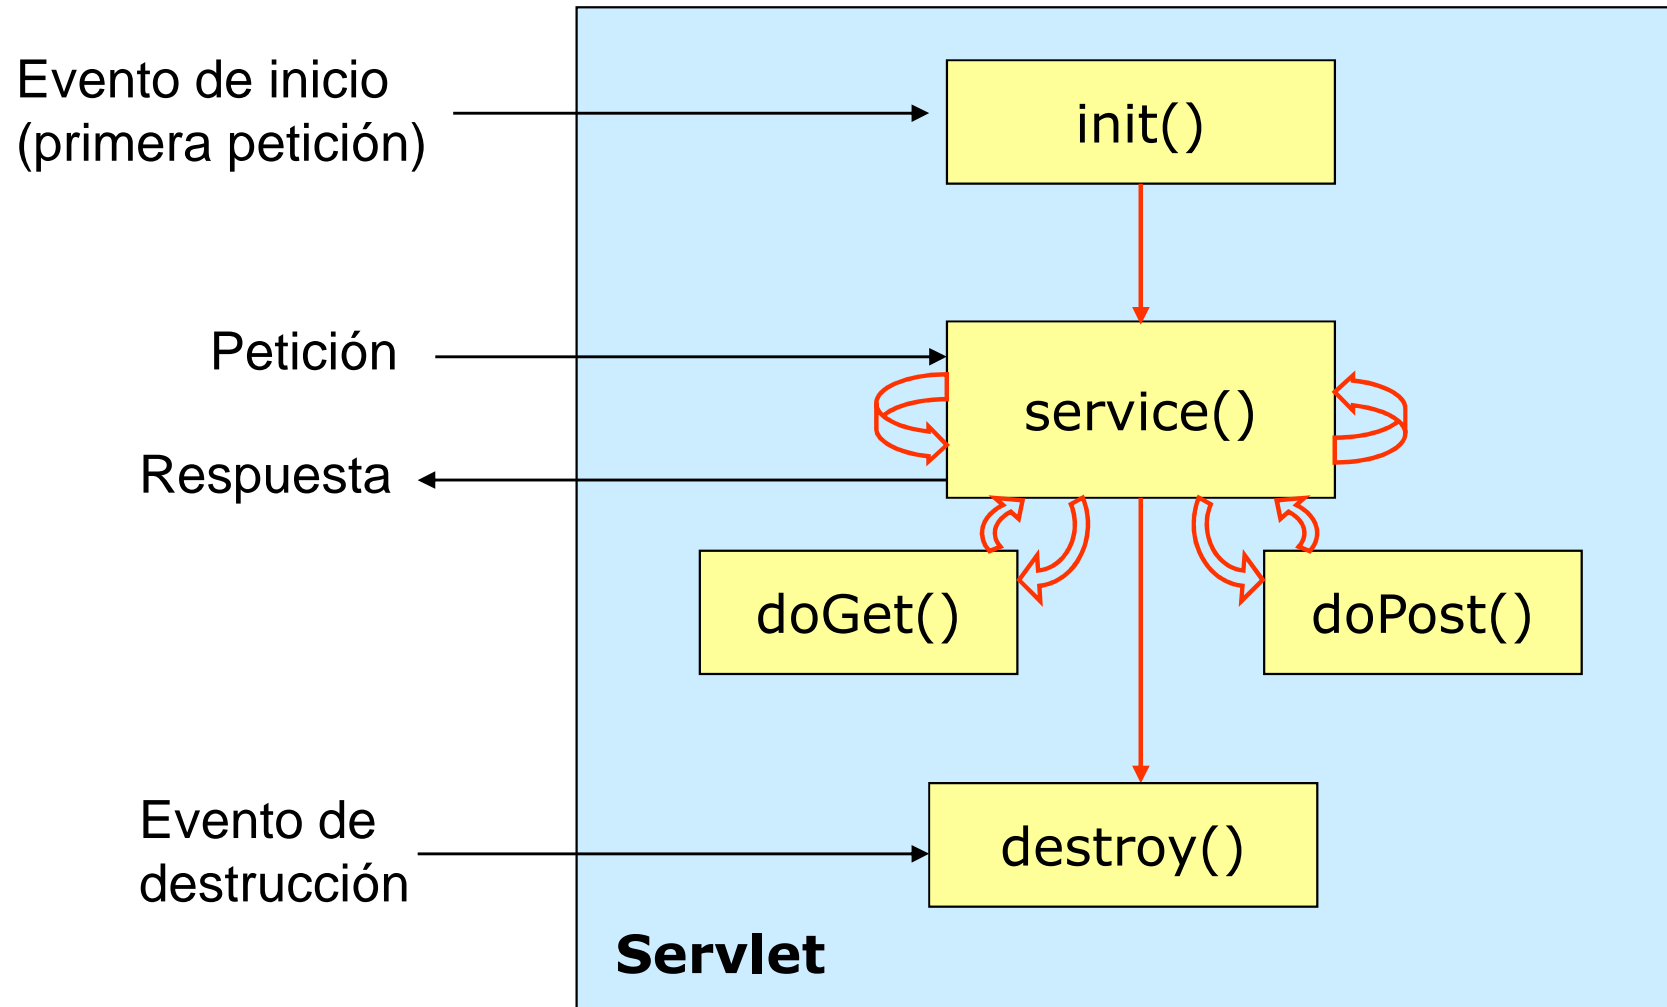 Evento de inicio
(primera petición)
init()
Petición
service()
Respuesta
doGet()
doPost()
Evento de
destrucción
destroy()
Servlet